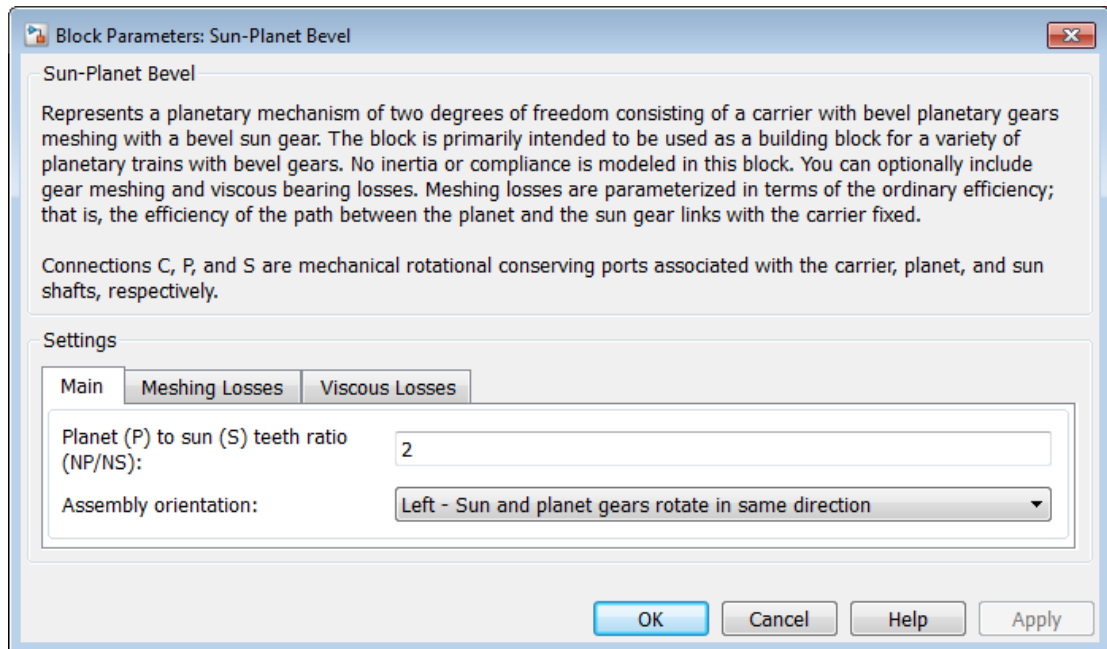 Block Parameters: Sun-Planet Bevel
Sun-Planet Bevel
Represents a planetary mechanism of two degrees of freedom consisting of a carrier with bevel planetary gears
meshing with a bevel sun gear. The block is primarily intended to be used as a building block for a variety of
planetary trains with bevel gears. No inertia or compliance is modeled in this block. You can optionally include
gear meshing and viscous bearing losses. Meshing losses are parameterized in terms of the ordinary efficiency;
that is, the efficiency of the path between the planet and the sun gear links with the carrier fixed.
Connections C, P, and S are mechanical rotational conserving ports associated with the carrier, planet, and sun
shafts, respectively.
Settings
Main Meshing Losses Viscous Losses
Planet (P) to sun (S) teeth ratio
(NP/NS):
2
Assembly orientation: Left - Sun and planet gears rotate in same direction
OK Cancel Help Apply